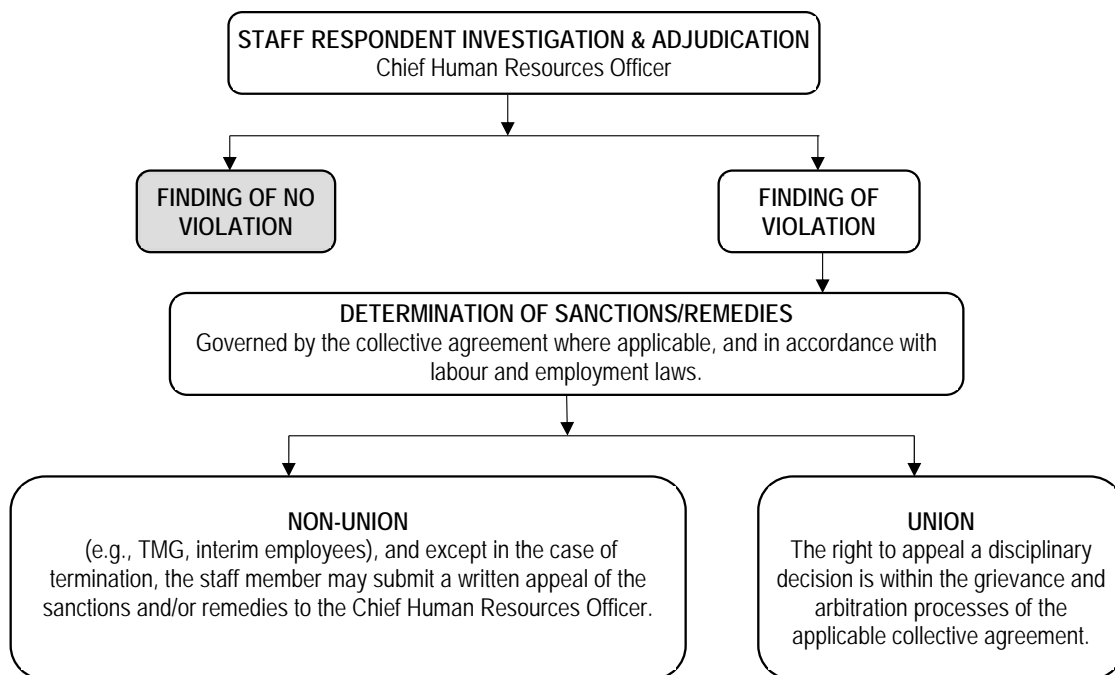 STAFF RESPONDENT INVESTIGATION & ADJUDICATION
Chief Human Resources Officer
FINDING OF NO
VIOLATION
FINDING OF
VIOLATION
DETERMINATION OF SANCTIONS/REMEDIES
Governed by the collective agreement where applicable, and in accordance with
labour and employment laws.
NON-UNION
(e.g., TMG, interim employees), and except in the case of
termination, the staff member may submit a written appeal of the
sanctions and/or remedies to the Chief Human Resources Officer.
UNION
The right to appeal a disciplinary
decision is within the grievance and
arbitration processes of the
applicable collective agreement.